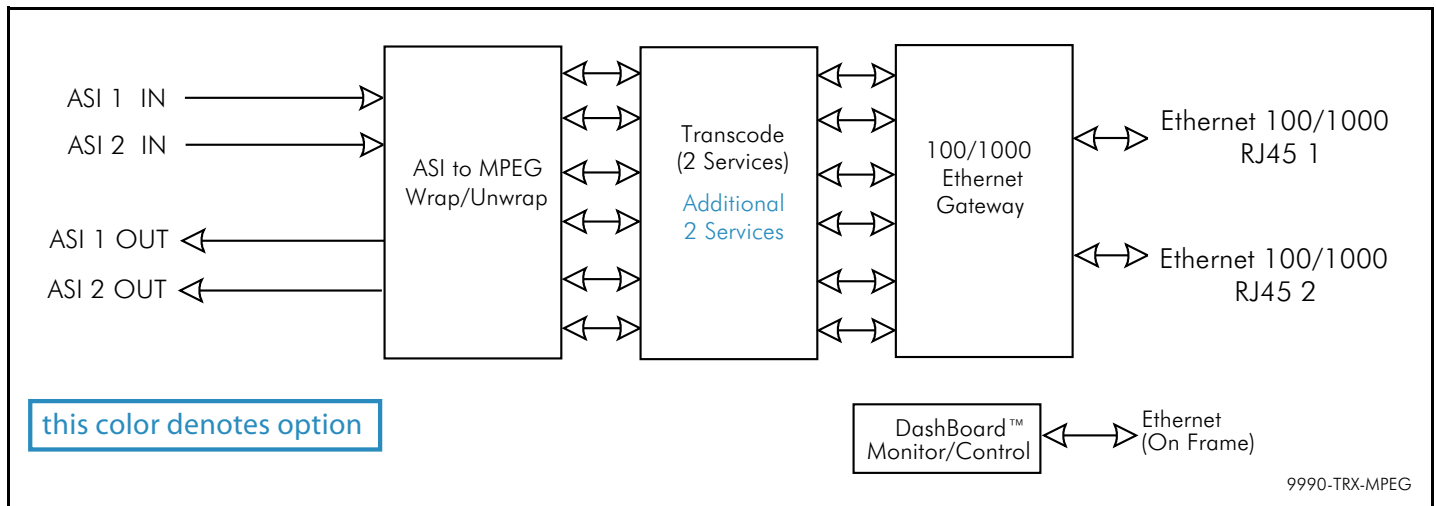 ASI 1 IN
ASI 2 IN
ASI 1 OUT
ASI 2 OUT
ASI to MPEG
Wrap/Unwrap
Transcode
(2 Services)
Additional
2 Services
100/1000
Ethernet
Gateway
Ethernet 100/1000
RJ45 1
Ethernet 100/1000
RJ45 2
this color denotes option
DashBoard™
Monitor/Control
Ethernet
(On Frame)
9990-TRX-MPEG